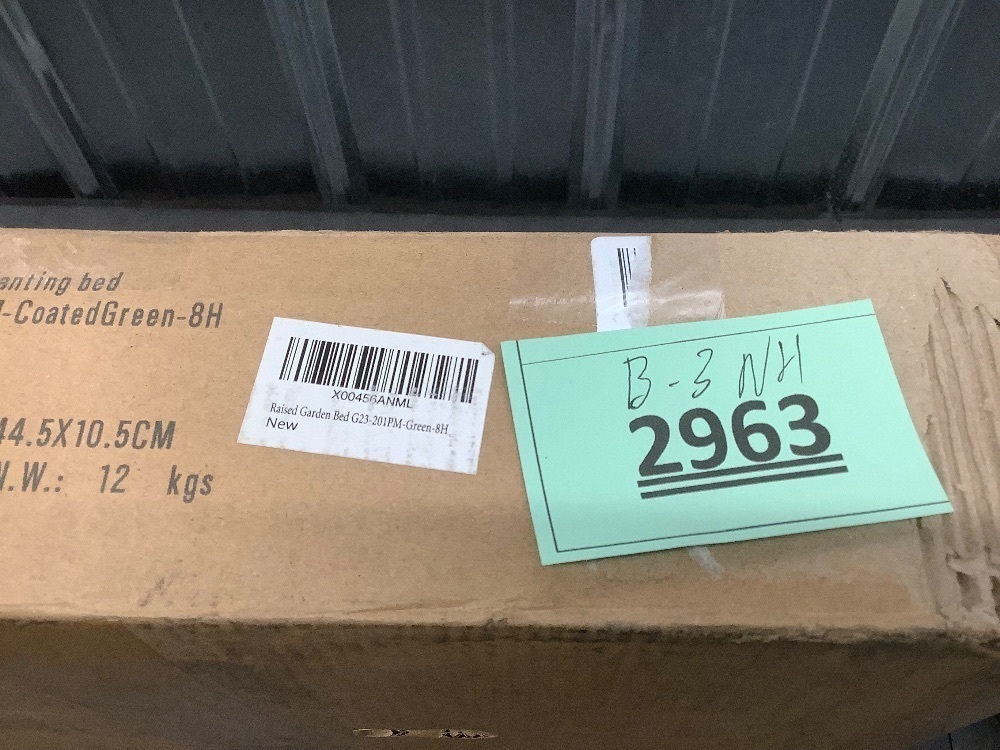 anting bed
-CoatedGreen-8H
44.5X10.5CM
.W.: 12 kgs
X00456ANML
Raised Garden Bed G23-201PM-Green-8H
New
B-3 NH
2963